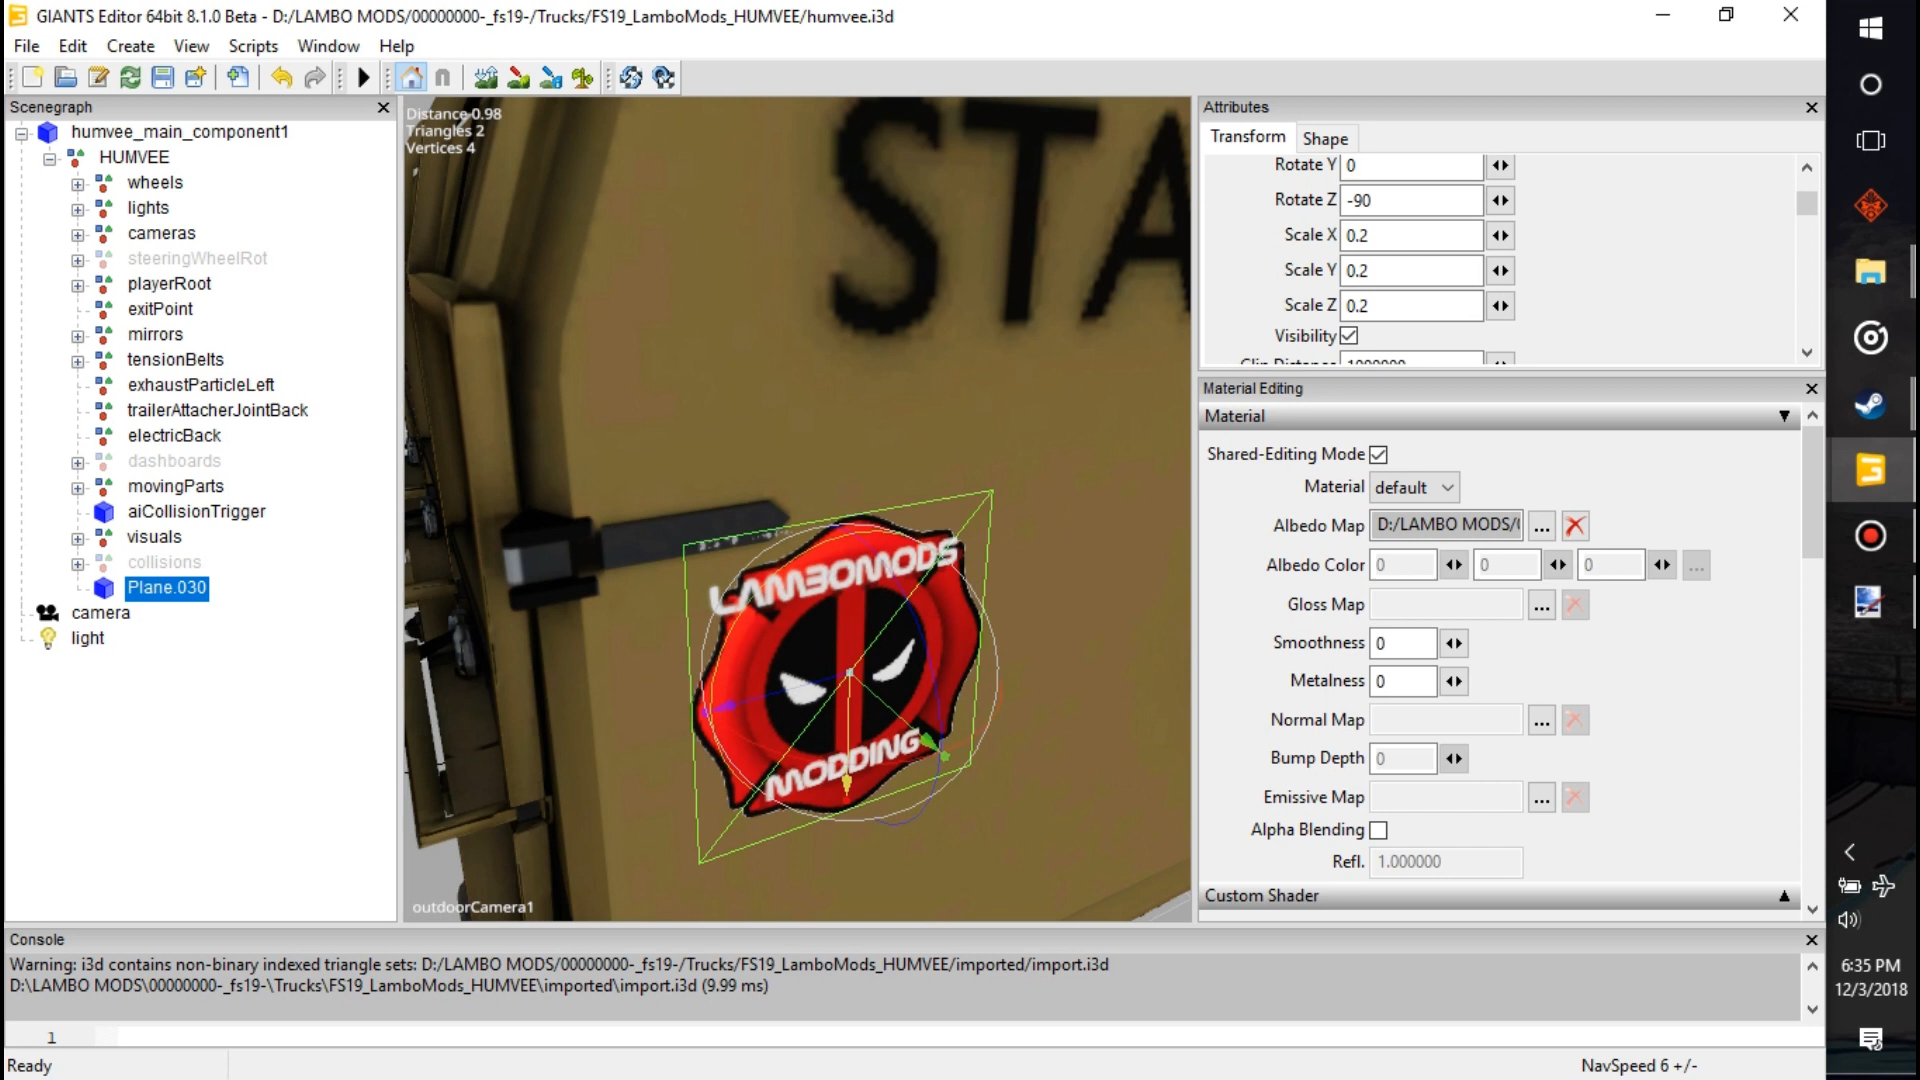 GIANTS Editor 64bit 8.1.0 Beta - D:/LAMBO MODS/00000000-_fs19-/Trucks/FS19_LamboMods_HUMVEE/humvee.i3d
File Edit Create View Scripts Window Help
Scenegraph
humvee_main_component1
HUMVEE
wheels
lights
cameras
steeringWheelRot
playerRoot
exitPoint
mirrors
tensionBelts
exhaustParticleLeft
trailerAttacherJointBack
electricBack
dashboards
movingParts
aiCollisionTrigger
visuals
collisions
Plane.030
camera
light
Distance 0.98
Triangles 2
Vertices 4
STA
LAMBOMODS
MODDING
outdoorCamera1
Attributes
Transform Shape
Rotate Y 0
Rotate Z -90
Scale X 0.2
Scale Y 0.2
Scale Z 0.2
Visibility
Clip Distance 1000000
Material Editing
Material
Shared-Editing Mode
Material default
Albedo Map D:/LAMBO MODS/( ...
Albedo Color 0 0 0 ...
Gloss Map ...
Smoothness 0
Metalness 0
Normal Map ...
Bump Depth 0
Emissive Map ...
Alpha Blending
Refl. 1.000000
Custom Shader
Console
Warning: i3d contains non-binary indexed triangle sets: D:/LAMBO MODS/00000000-_fs19-/Trucks/FS19_LamboMods_HUMVEE/imported/import.i3d
D:\LAMBO MODS\00000000-_fs19-\Trucks\FS19_LamboMods_HUMVEE\imported\import.i3d (9.99 ms)
1
Ready
NavSpeed 6 +/-
6:35 PM
12/3/2018